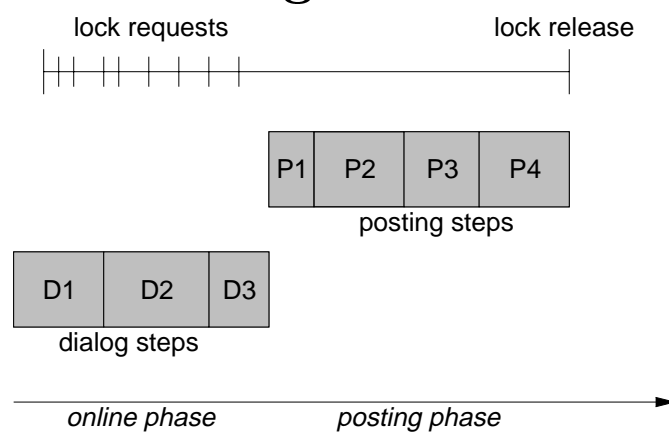 lock requests lock release
P1 P2 P3 P4
posting steps
D1 D2 D3
dialog steps
online phase posting phase